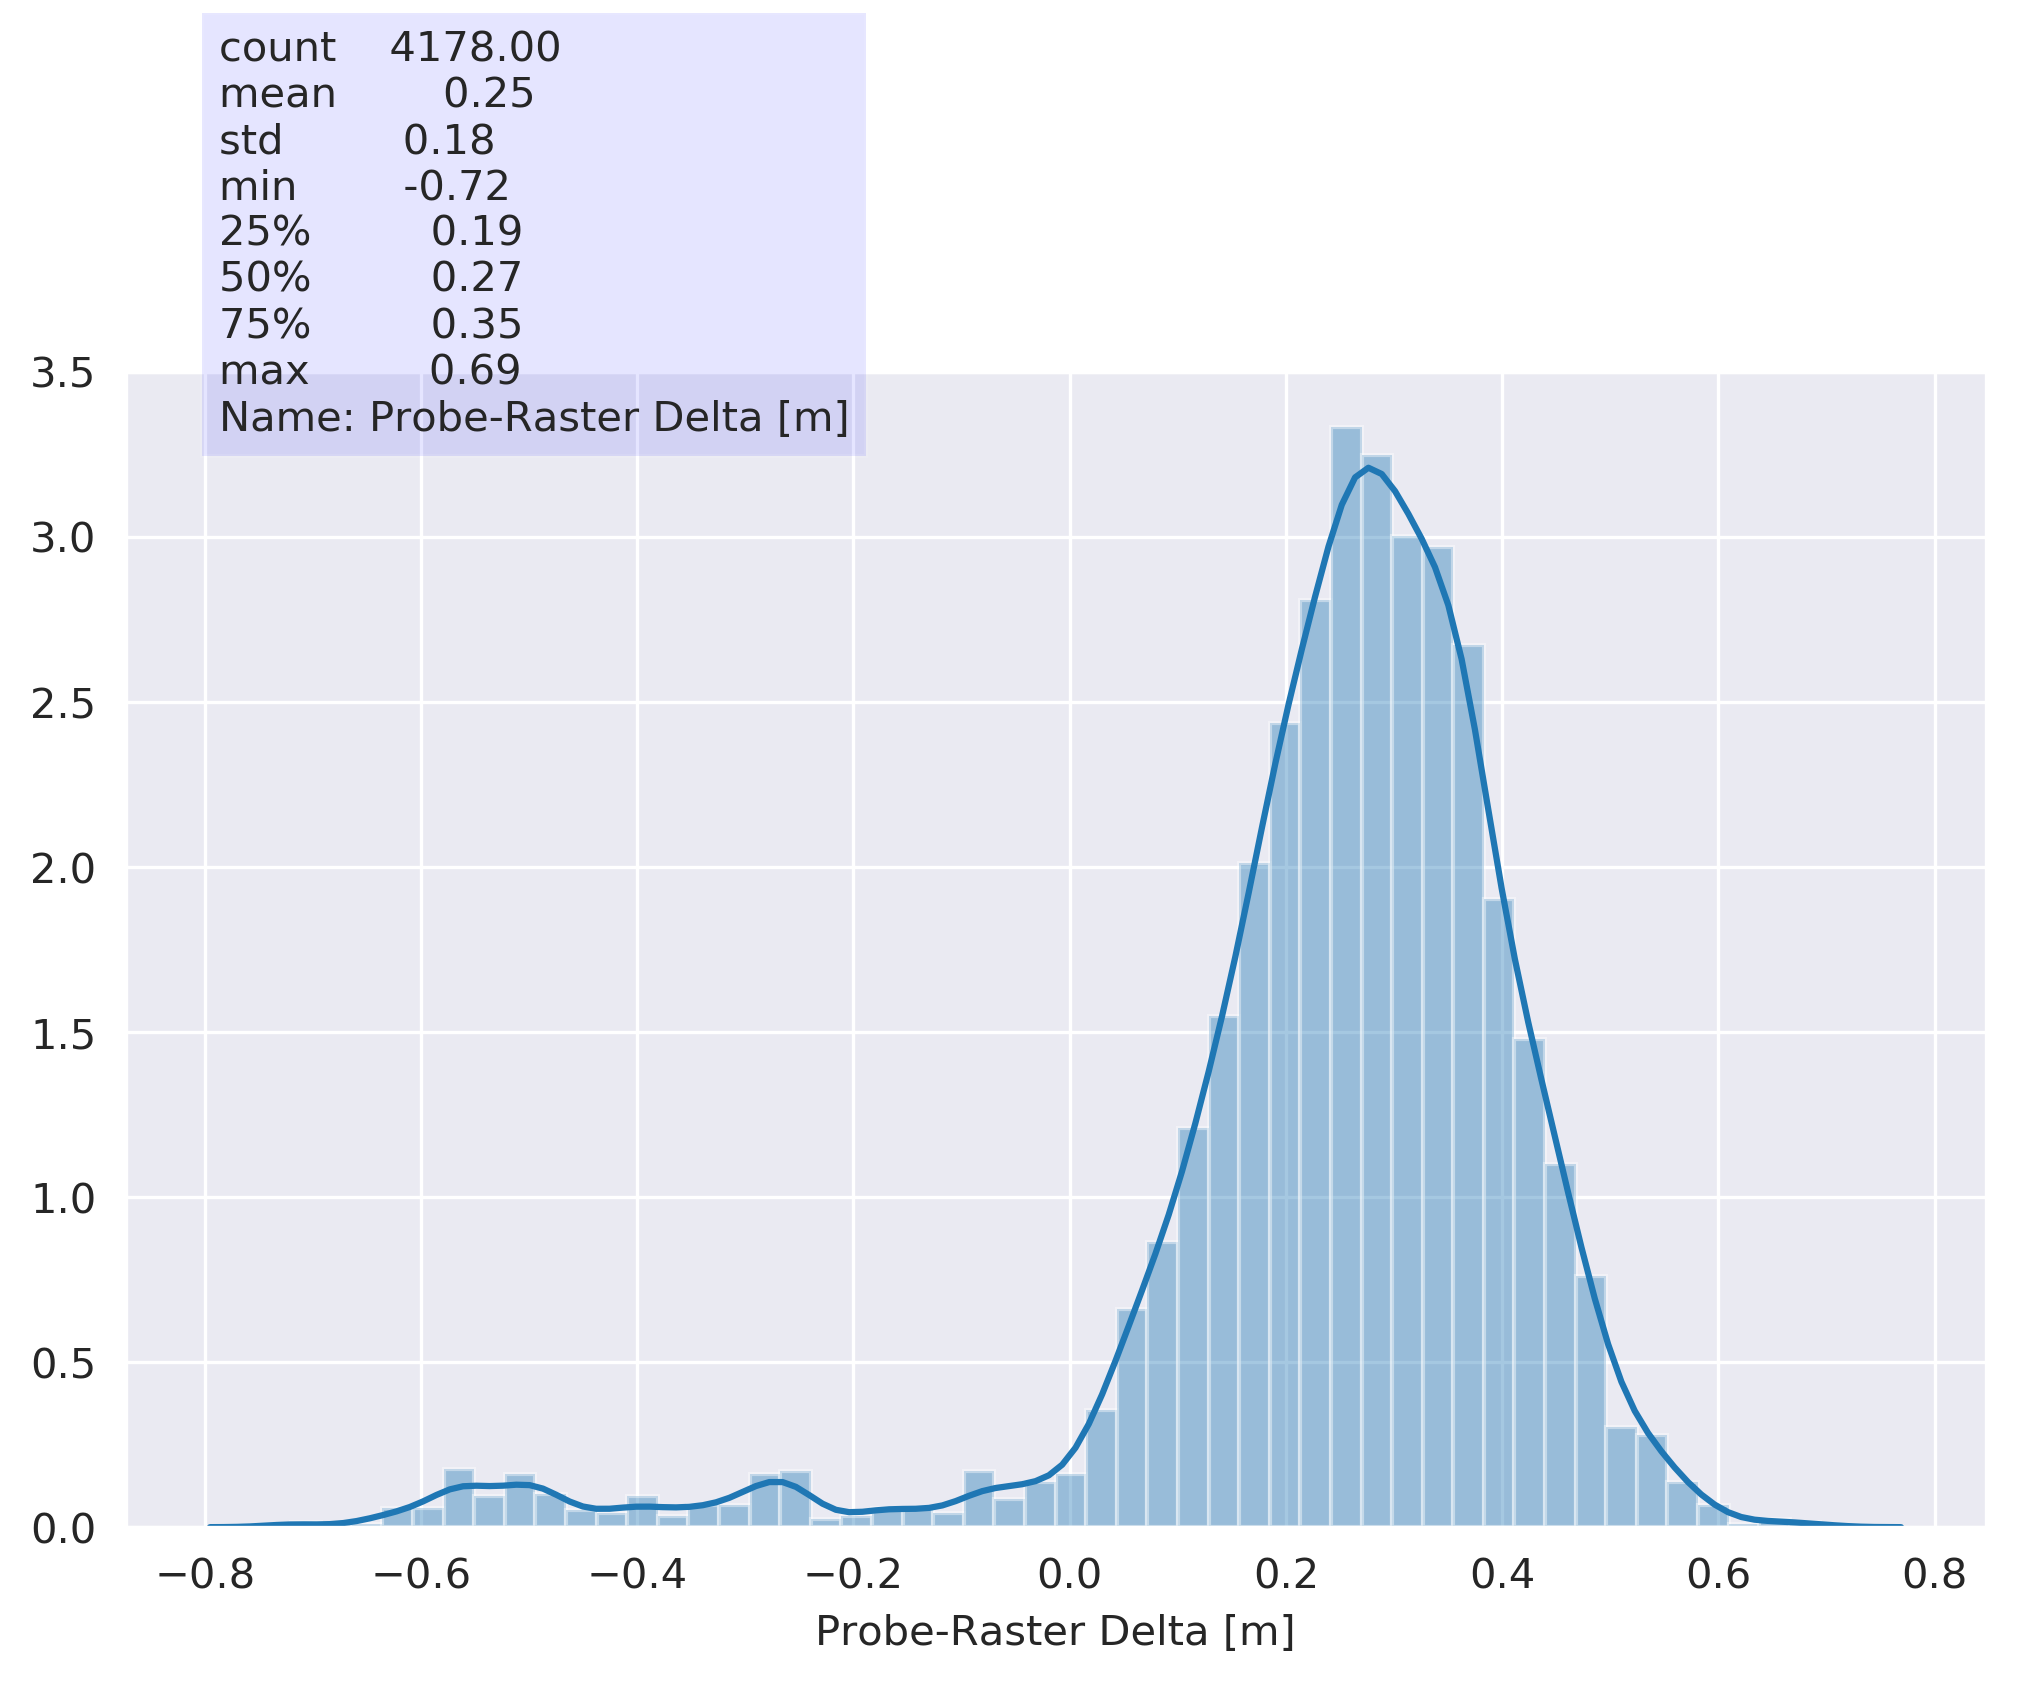 count 4178.00
mean 0.25
std 0.18
min -0.72
25% 0.19
50% 0.27
75% 0.35
max 0.69
Name: Probe-Raster Delta [m]
3.5
3.0
2.5
2.0
1.5
1.0
0.5
0.0
−0.8 −0.6 −0.4 −0.2 0.0 0.2 0.4 0.6 0.8
Probe-Raster Delta [m]